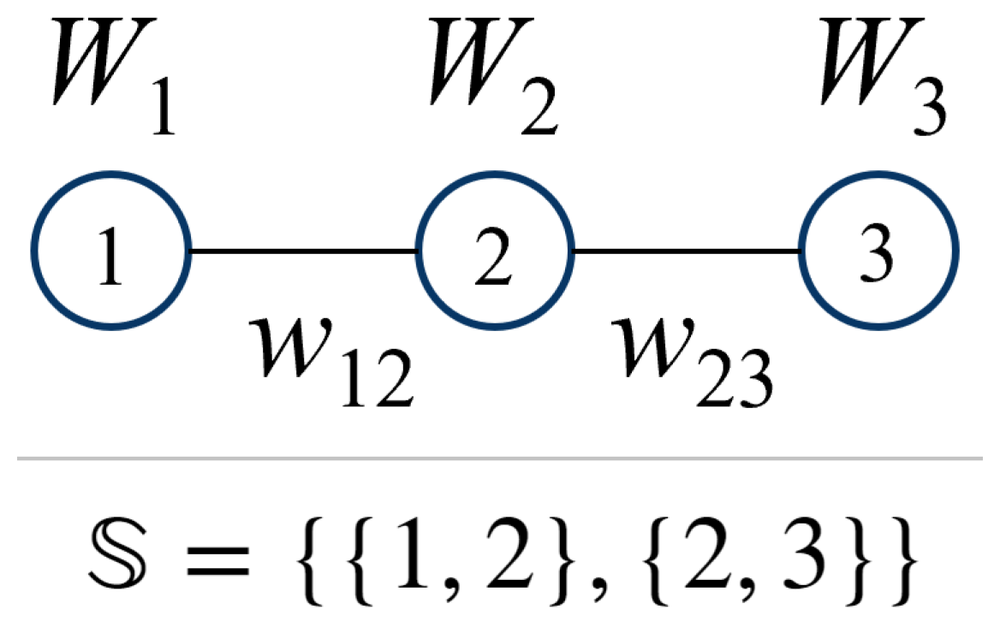 W₁ W₂ W₃
1 2 3
w₁₂ w₂₃
𝕊 = {{1, 2}, {2, 3}}